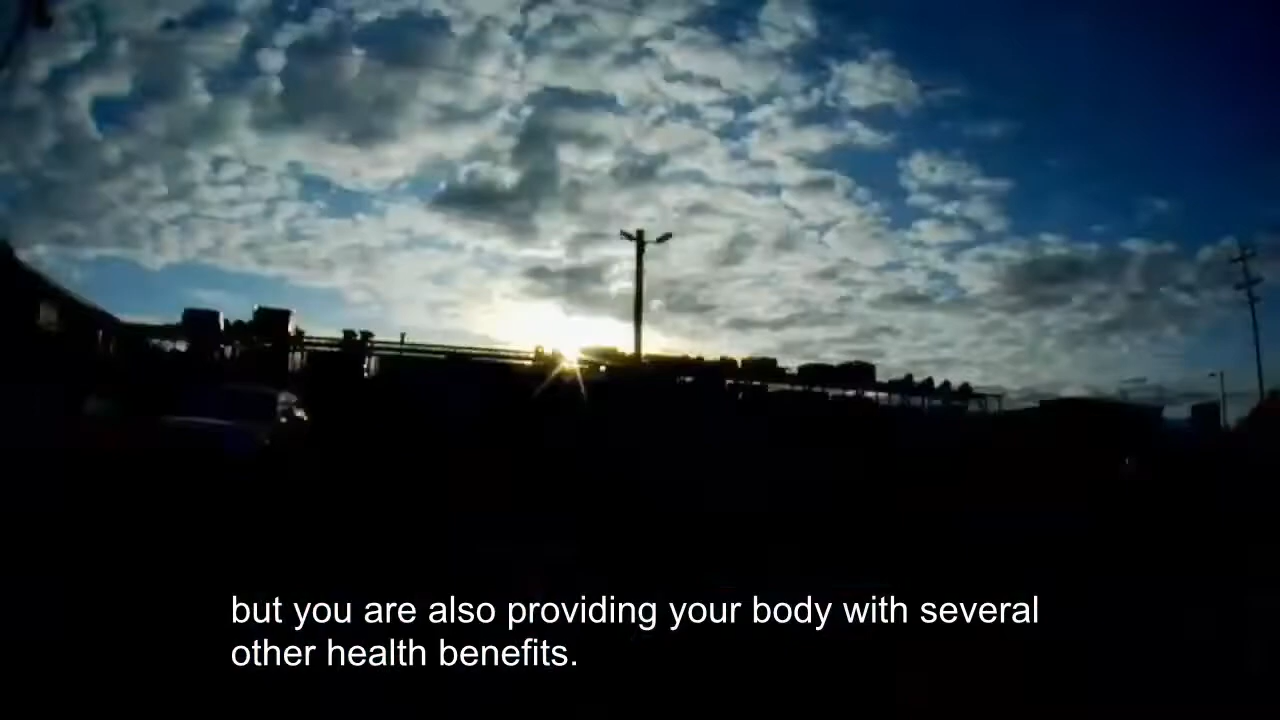 but you are also providing your body with several
other health benefits.